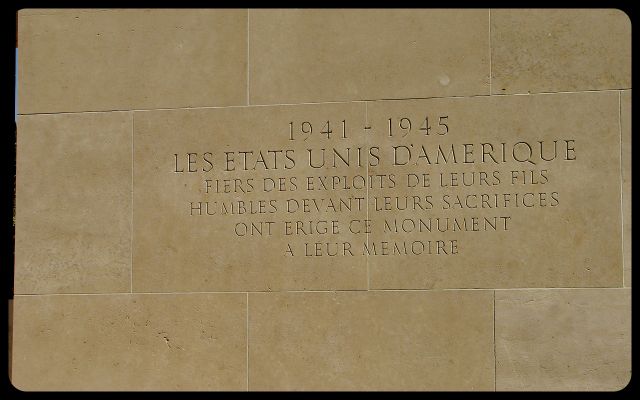 1941 - 1945
LES ETATS UNIS D'AMERIQUE
FIERS DES EXPLOITS DE LEURS FILS
HUMBLES DEVANT LEURS SACRIFICES
ONT ERIGE CE MONUMENT
A LEUR MEMOIRE